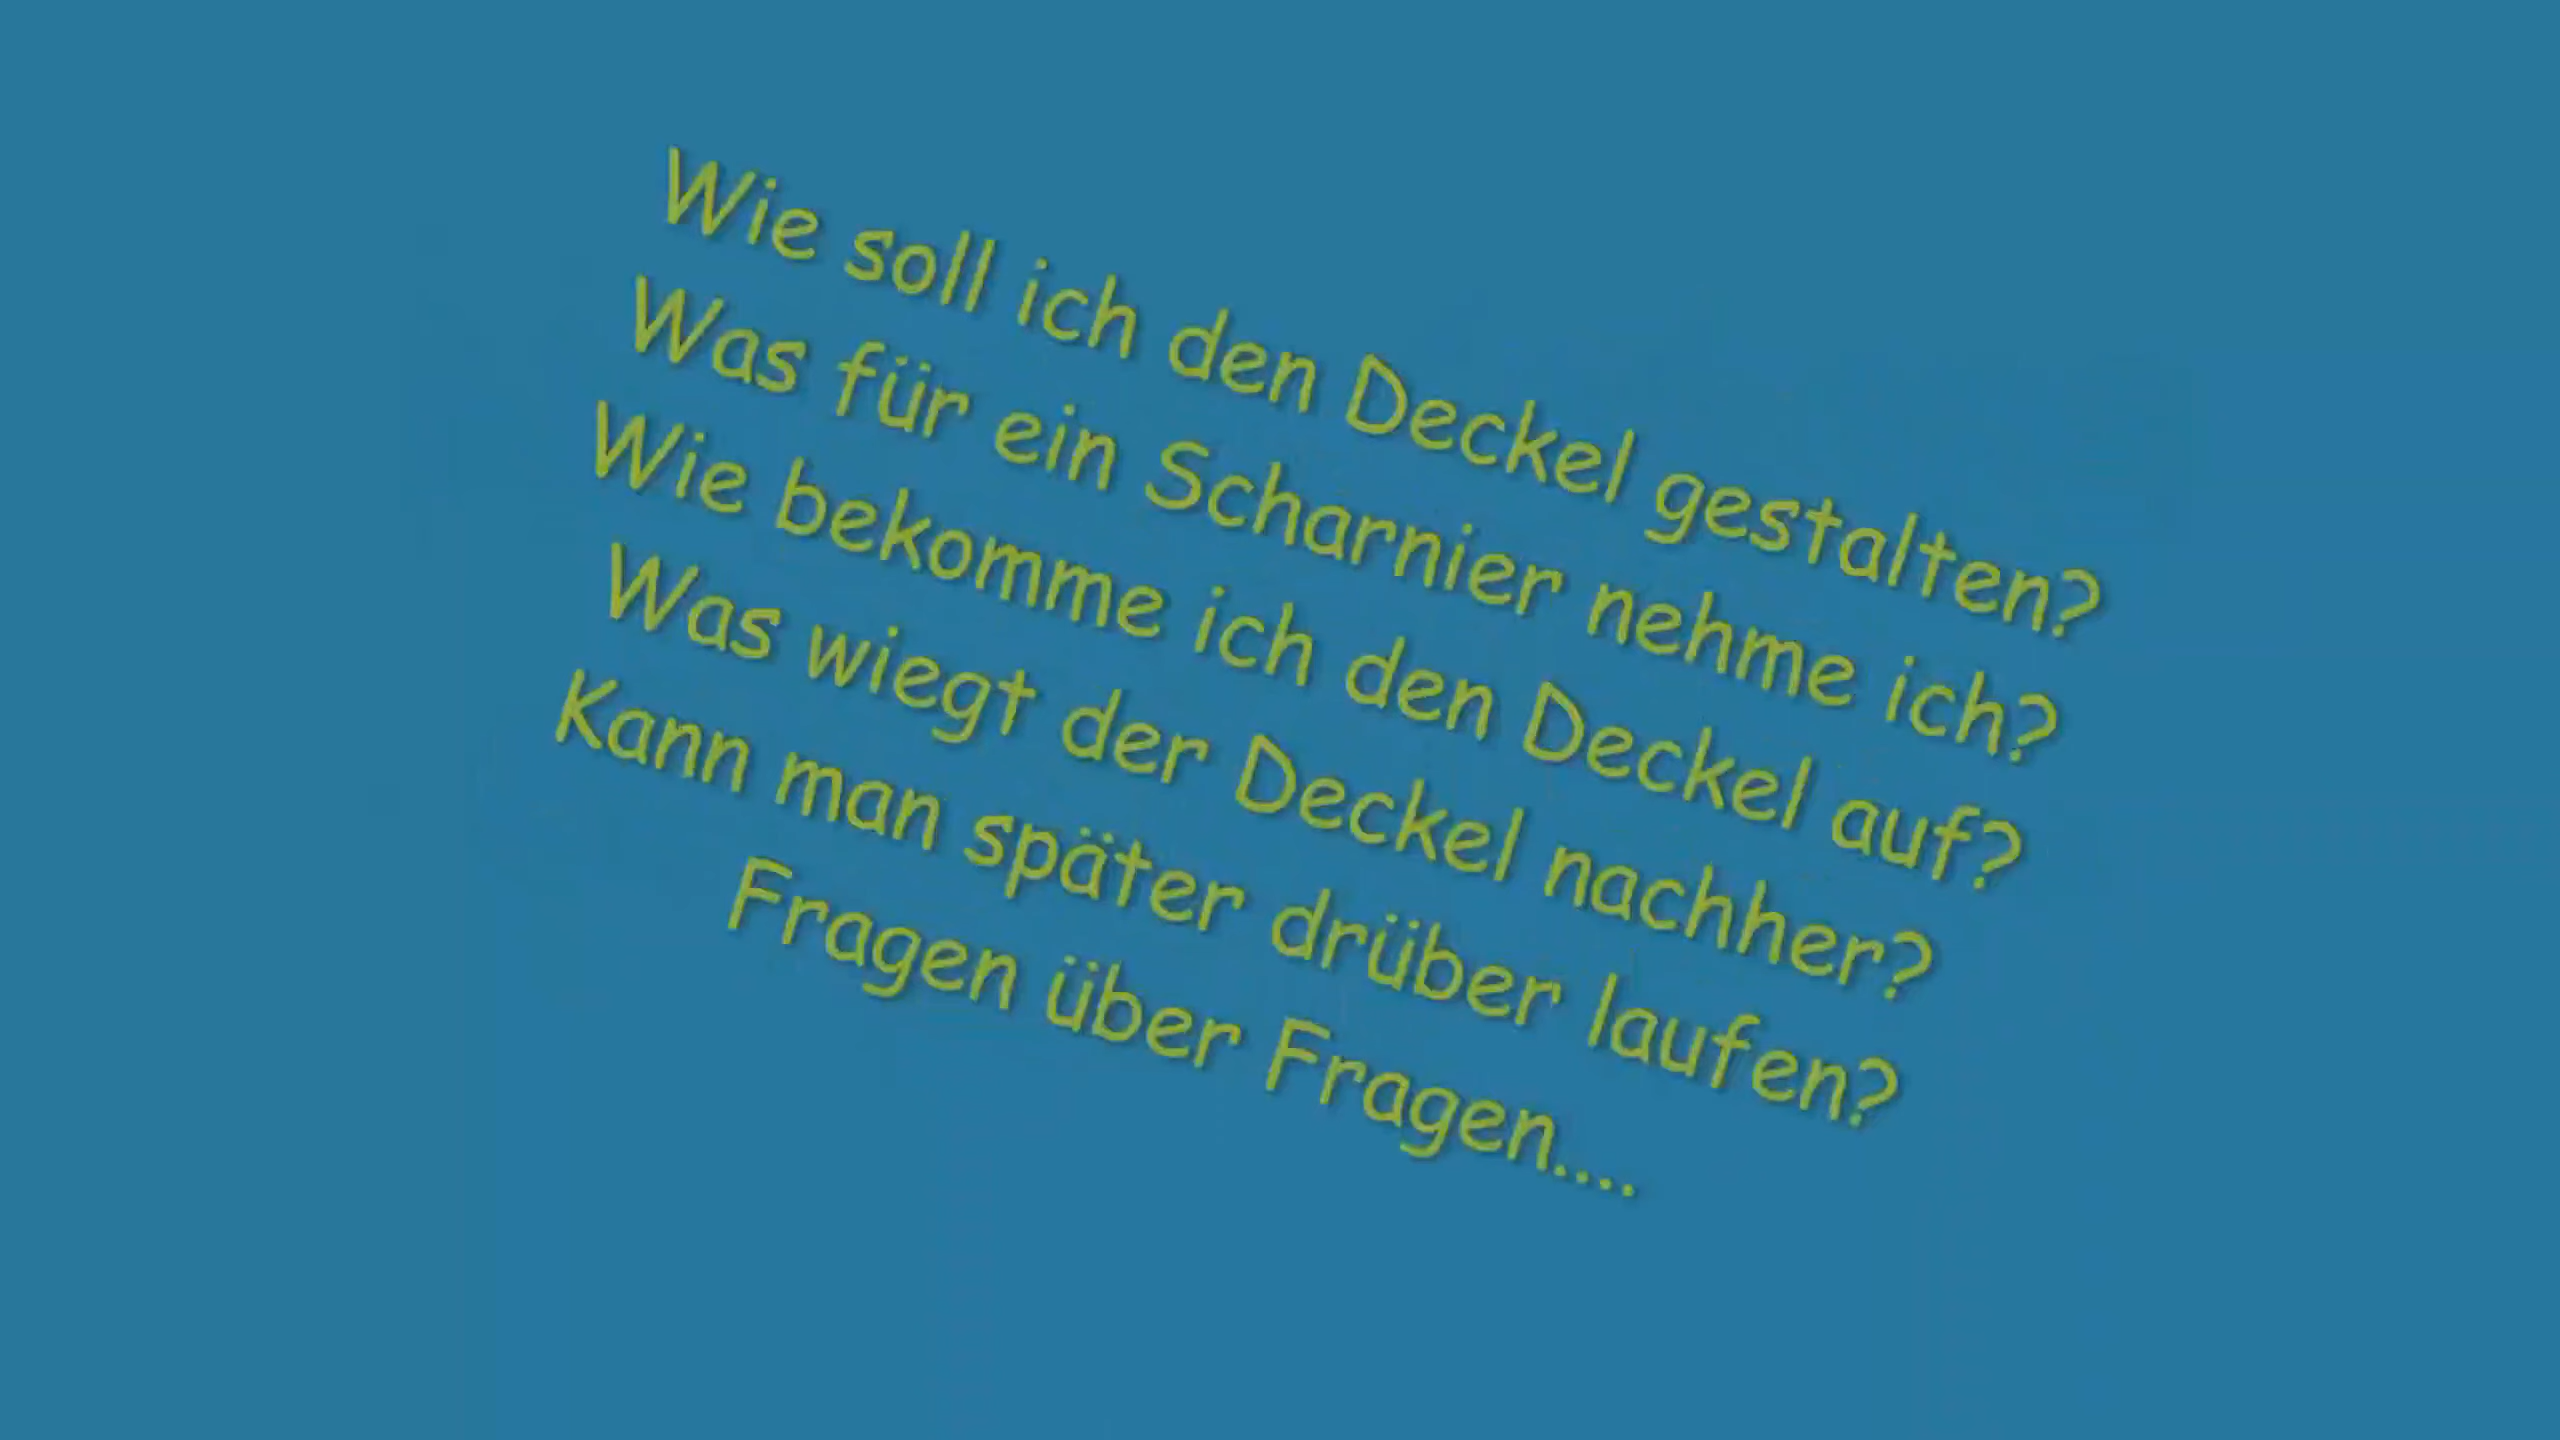 Wie soll ich den Deckel gestalten?
Was für ein Scharnier nehme ich?
Wie bekomme ich den Deckel auf?
Was wiegt der Deckel nachher?
Kann man später drüber laufen?
Fragen über Fragen....